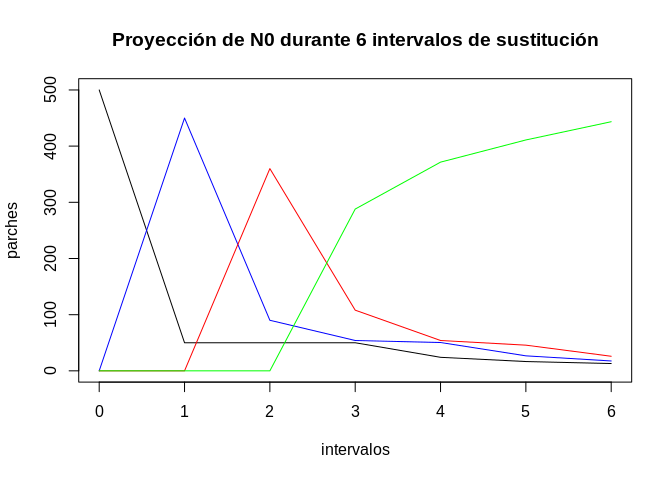 Proyección de N0 durante 6 intervalos de sustitución
500
400
300
200
100
0
parches
0 1 2 3 4 5 6
intervalos